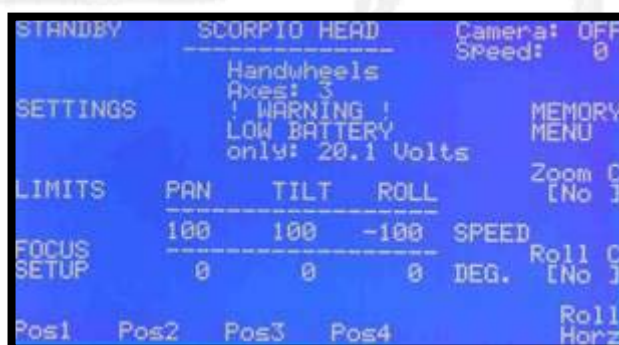 STANDBY SCORPIO HEAD Camera: OFF
Speed: 0
Handwheels
Axes: 3
SETTINGS ! WARNING ! MEMORY
LOW BATTERY MENU
only: 20.1 Volts
Zoom C
LIMITS PAN TILT ROLL [No ]
100 100 -100 SPEED
FOCUS Roll C
SETUP 0 0 0 DEG. [No ]
Roll
Pos1 Pos2 Pos3 Pos4 Horz